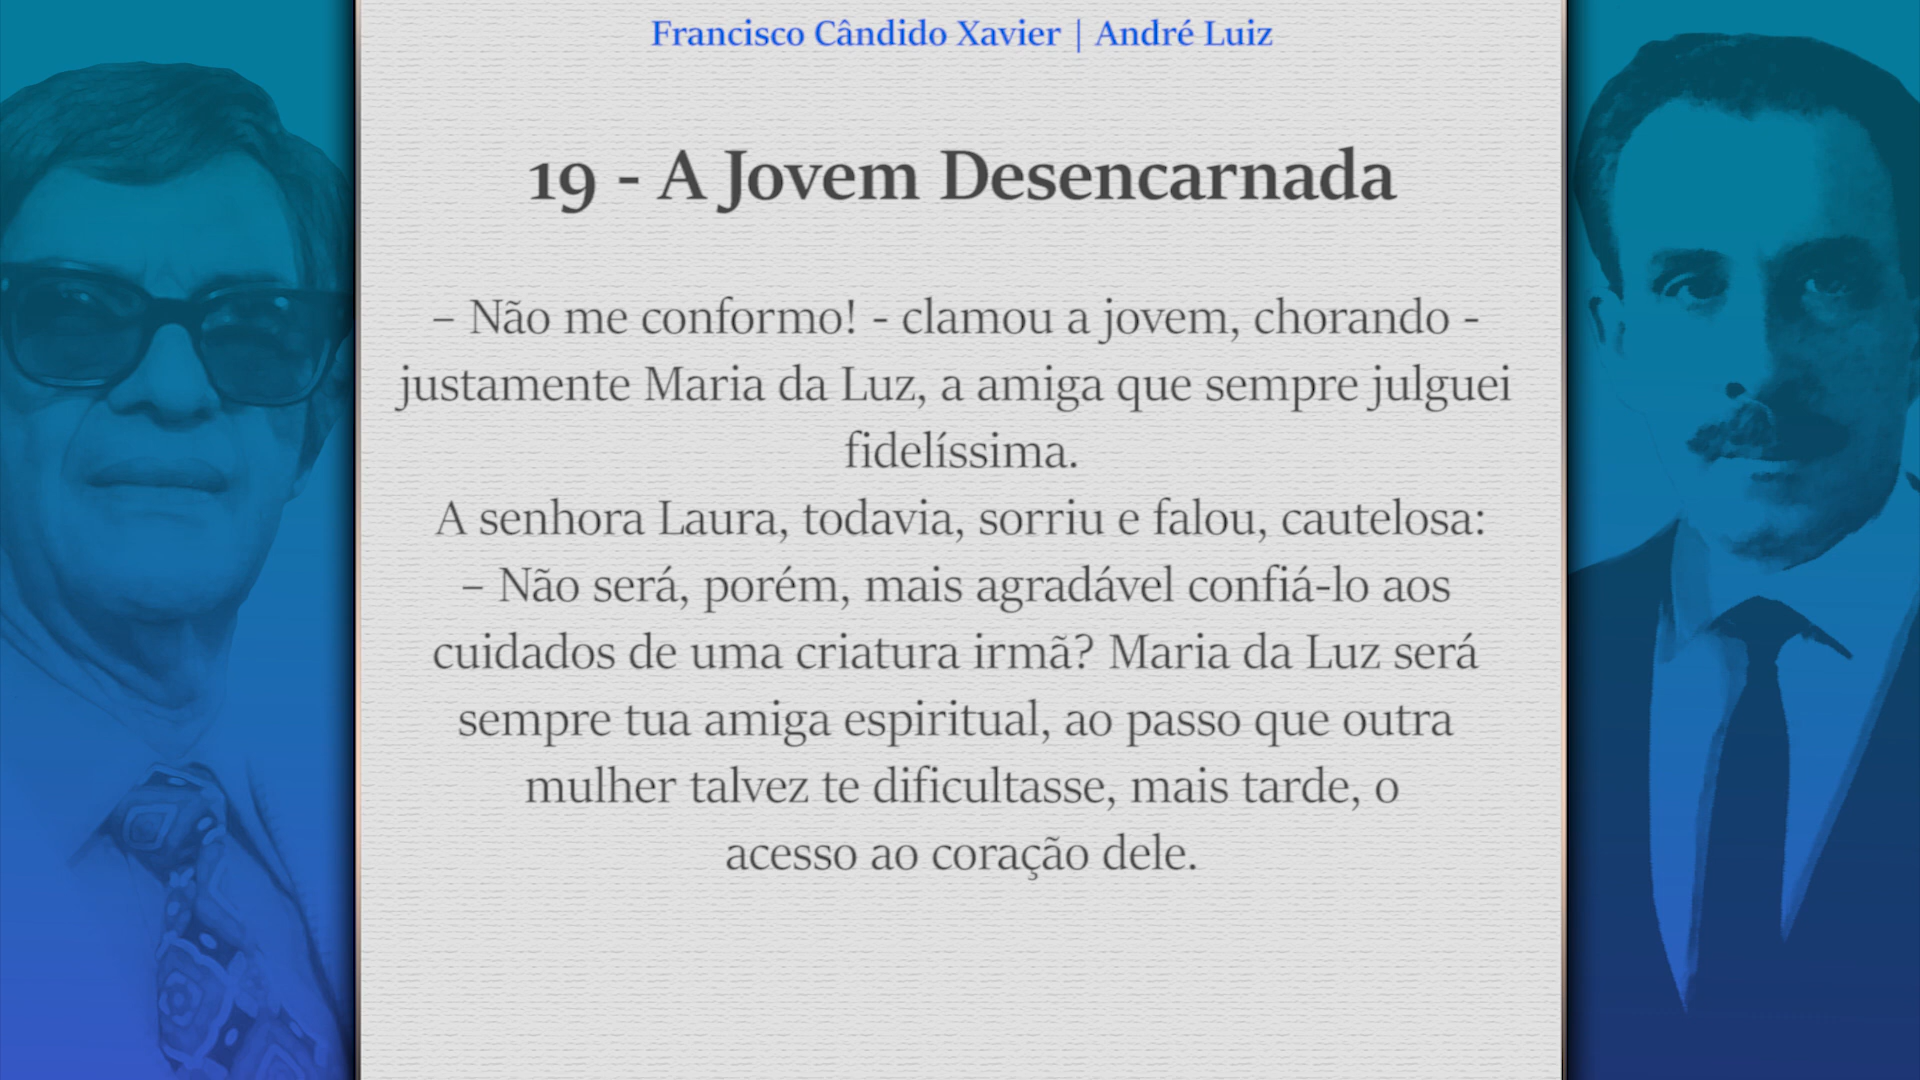 Francisco Cândido Xavier | André Luiz
19 - A Jovem Desencarnada
– Não me conformo! - clamou a jovem, chorando -
justamente Maria da Luz, a amiga que sempre julguei
fidelíssima.
A senhora Laura, todavia, sorriu e falou, cautelosa:
– Não será, porém, mais agradável confiá-lo aos
cuidados de uma criatura irmã? Maria da Luz será
sempre tua amiga espiritual, ao passo que outra
mulher talvez te dificultasse, mais tarde, o
acesso ao coração dele.